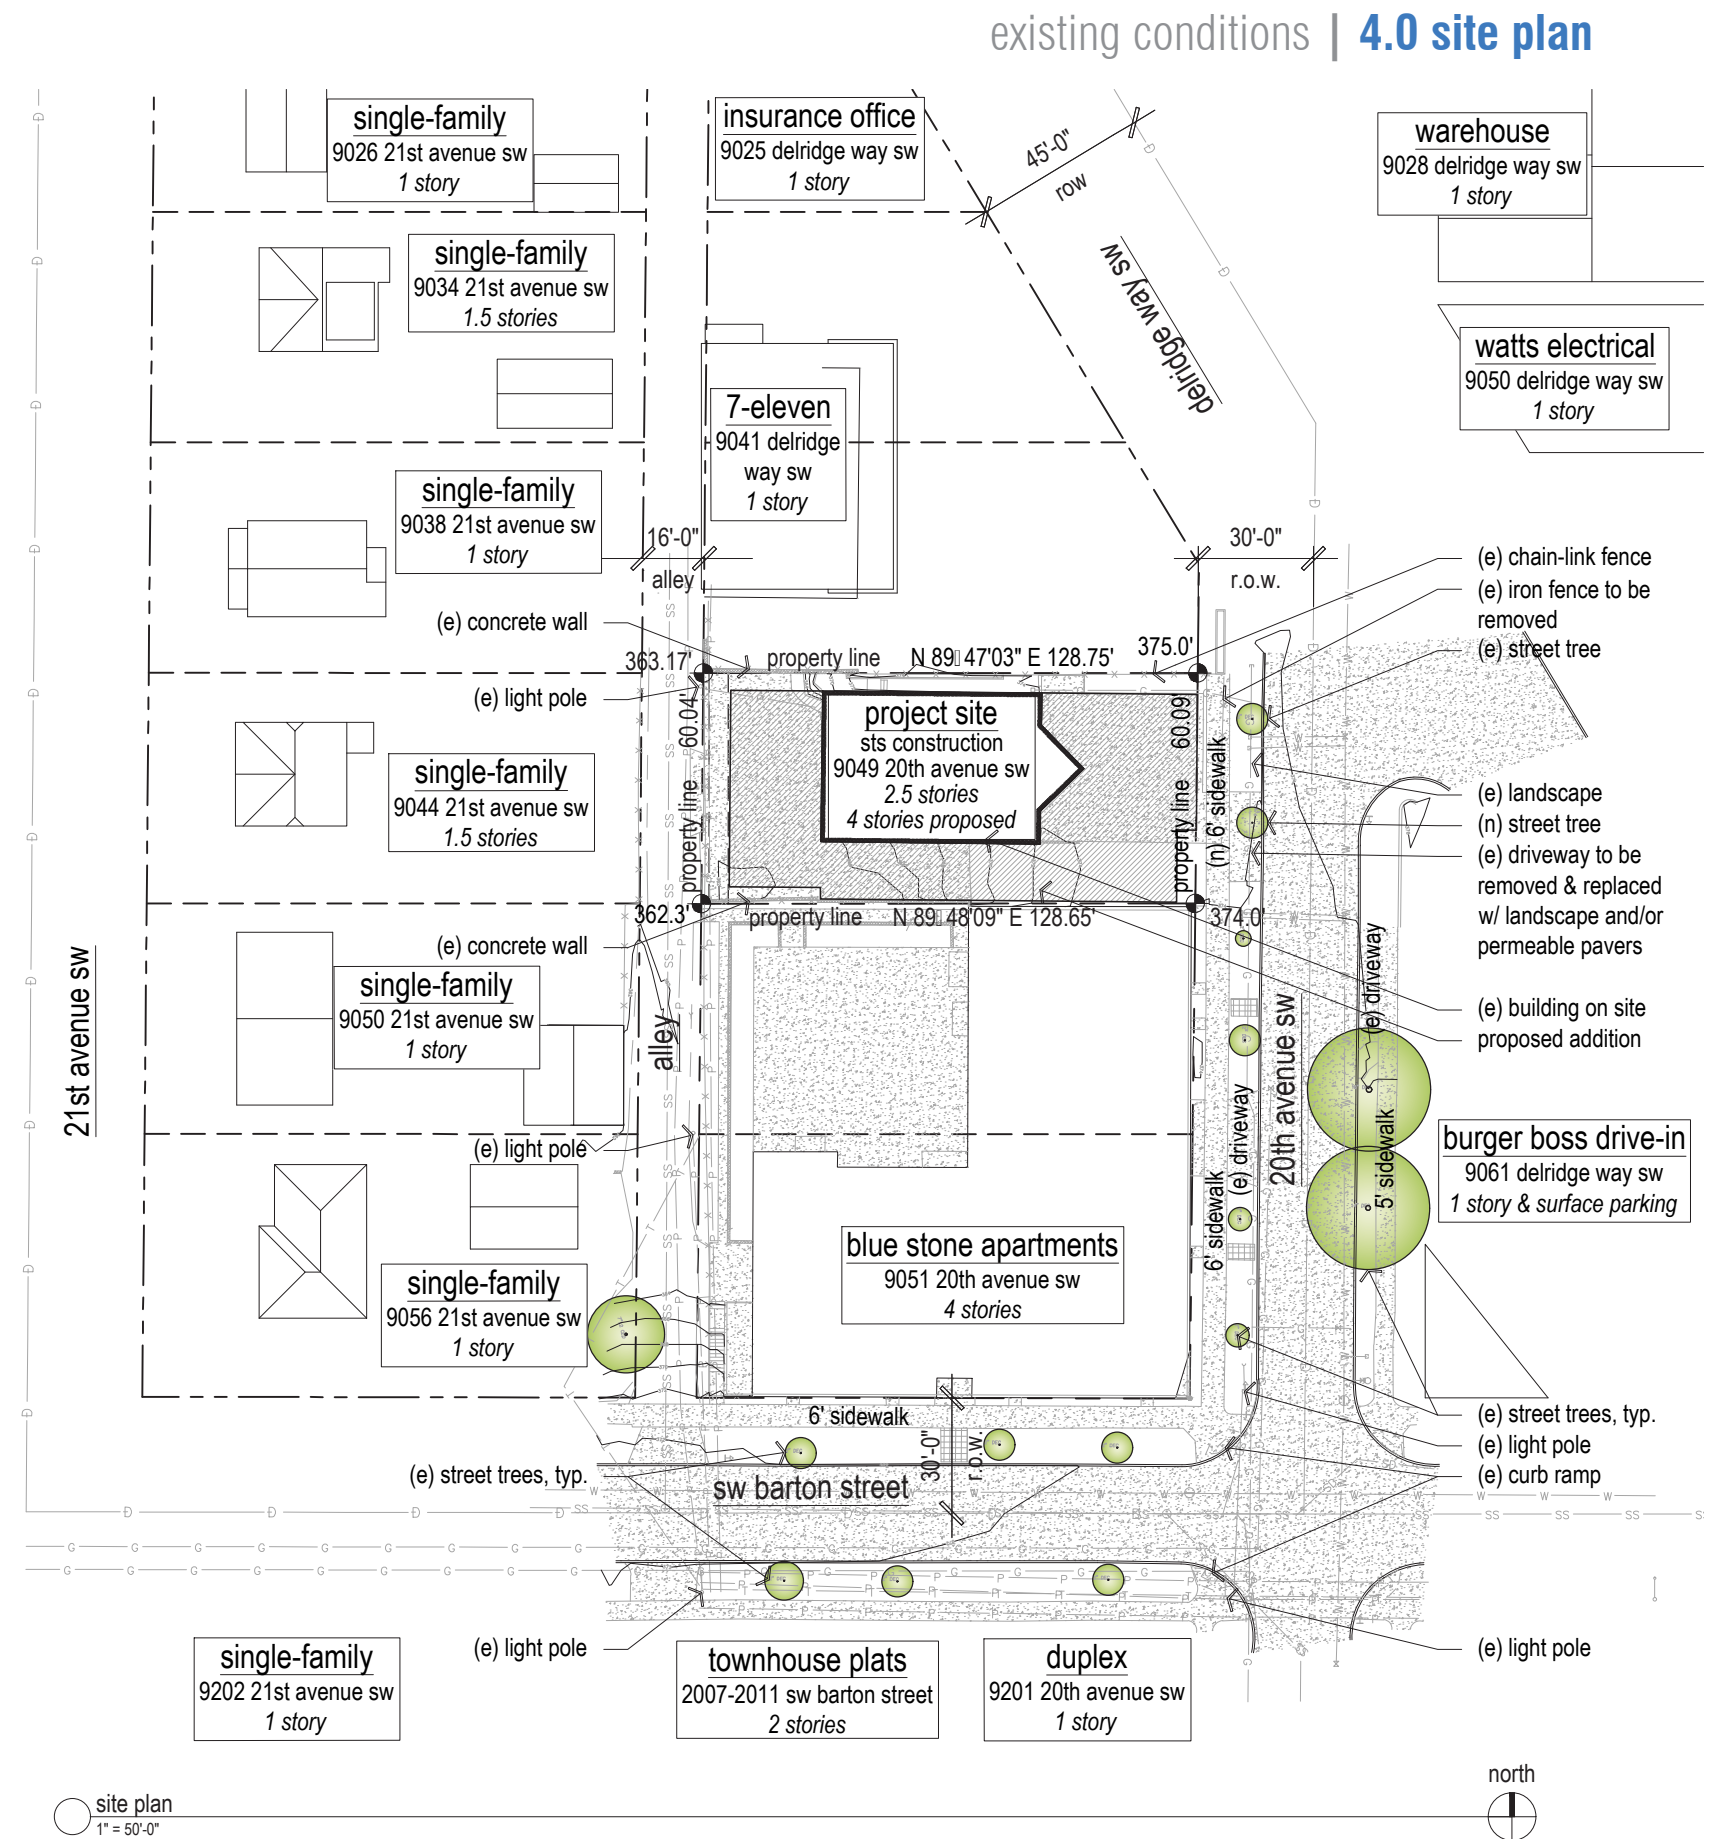 existing conditions | 4.0 site plan
single-family
9026 21st avenue sw
1 story
insurance office
9025 delridge way sw
1 story
45'-0"
row
warehouse
9028 delridge way sw
1 story
single-family
9034 21st avenue sw
1.5 stories
delridge way sw
watts electrical
9050 delridge way sw
1 story
7-eleven
9041 delridge
way sw
1 story
single-family
9038 21st avenue sw
1 story
16'-0"
alley
30'-0"
r.o.w.
(e) chain-link fence
(e) iron fence to be
removed
(e) street tree
(e) concrete wall
363.17'
property line
N 89 47'03" E 128.75'
375.0'
(e) light pole
60.04'
property line
60.09'
property line
(n) 6' sidewalk
project site
sts construction
9049 20th avenue sw
2.5 stories
4 stories proposed
single-family
9044 21st avenue sw
1.5 stories
(e) landscape
(n) street tree
(e) driveway to be
removed & replaced
w/ landscape and/or
permeable pavers
362.3'
property line
N 89 48'09" E 128.65'
374.0'
(e) concrete wall
single-family
9050 21st avenue sw
1 story
21st avenue sw
alley
(e) driveway
20th avenue sw
(e) building on site
proposed addition
(e) light pole
(e) driveway
6' sidewalk
5' sidewalk
burger boss drive-in
9061 delridge way sw
1 story & surface parking
blue stone apartments
9051 20th avenue sw
4 stories
single-family
9056 21st avenue sw
1 story
6' sidewalk
30'-0"
r.o.w.
(e) street trees, typ.
(e) light pole
(e) curb ramp
(e) street trees, typ.
sw barton street
(e) light pole
(e) light pole
single-family
9202 21st avenue sw
1 story
townhouse plats
2007-2011 sw barton street
2 stories
duplex
9201 20th avenue sw
1 story
north
site plan
1" = 50'-0"